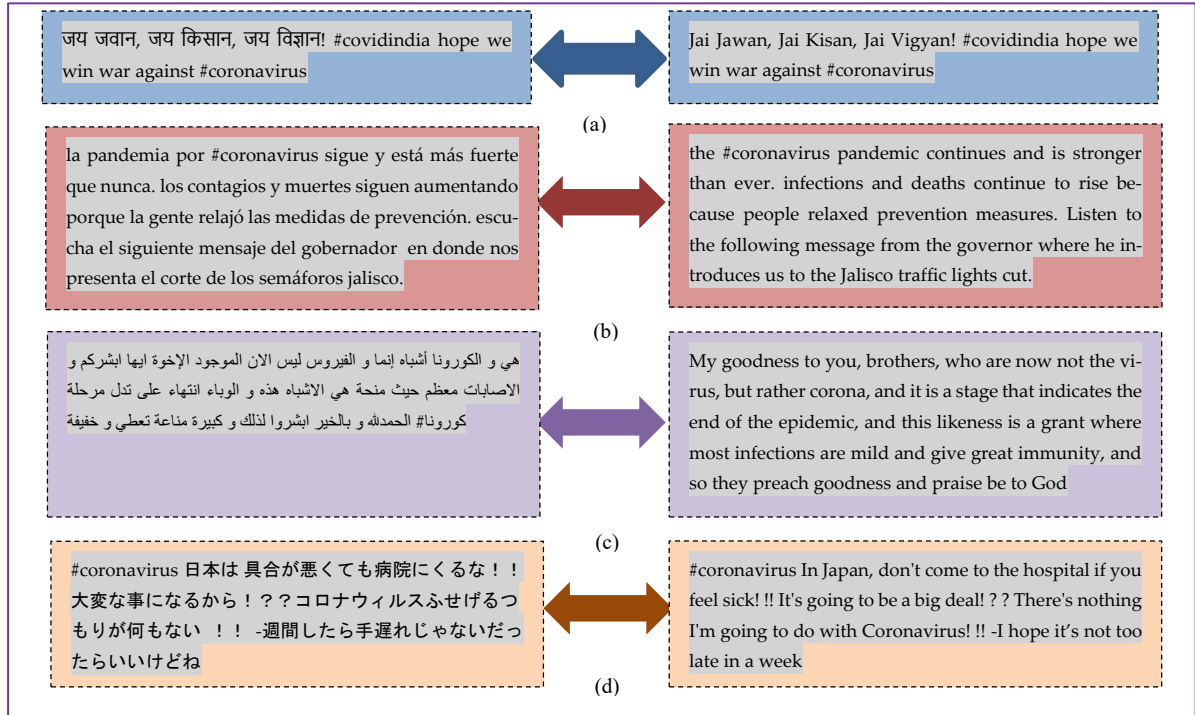 जय जवान, जय किसान, जय विज्ञान! #covidindia hope we
win war against #coronavirus
Jai Jawan, Jai Kisan, Jai Vigyan! #covidindia hope we
win war against #coronavirus
(a)
la pandemia por #coronavirus sigue y está más fuerte
que nunca. los contagios y muertes siguen aumentando
porque la gente relajó las medidas de prevención. escu-
cha el siguiente mensaje del gobernador en donde nos
presenta el corte de los semáforos jalisco.
the #coronavirus pandemic continues and is stronger
than ever. infections and deaths continue to rise be-
cause people relaxed prevention measures. Listen to
the following message from the governor where he in-
troduces us to the Jalisco traffic lights cut.
(b)
هي و الكورونا أشباه إنما و الفيروس ليس الان الموجود الإخوة ايها ابشركم و
الاصابات معظم حيث منحة هي الاشباه هذه و الوباء انتهاء على تدل مرحلة
كورونا# الحمدلله و بالخير ابشروا لذلك و كبيرة مناعة تعطي و خفيفة
My goodness to you, brothers, who are now not the vi-
rus, but rather corona, and it is a stage that indicates the
end of the epidemic, and this likeness is a grant where
most infections are mild and give great immunity, and
so they preach goodness and praise be to God
(c)
#coronavirus 日本は 具合が悪くても病院にくるな！！
大変な事になるから！？？コロナウィルスふせげるつ
もりが何もない ！！ -週間したら手遅れじゃないだっ
たらいいけどね
#coronavirus In Japan, don't come to the hospital if you
feel sick! !! It's going to be a big deal! ? ? There's nothing
I'm going to do with Coronavirus! !! -I hope it’s not too
late in a week
(d)